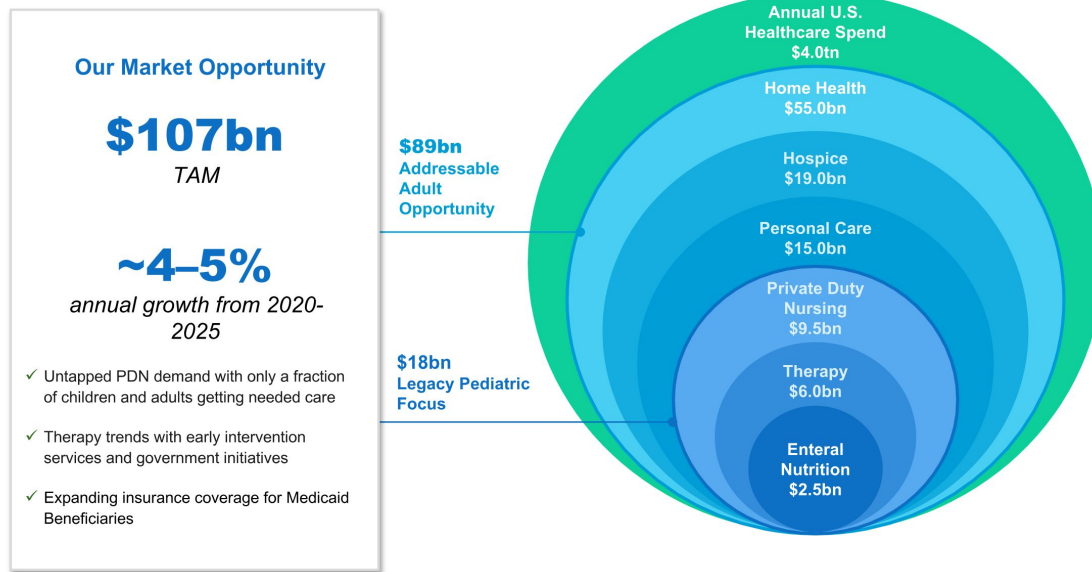 Our Market Opportunity
$107bn
TAM
~4–5%
annual growth from 2020-
2025
✓ Untapped PDN demand with only a fraction
of children and adults getting needed care
✓ Therapy trends with early intervention
services and government initiatives
✓ Expanding insurance coverage for Medicaid
Beneficiaries
$89bn
Addressable
Adult
Opportunity
$18bn
Legacy Pediatric
Focus
Annual U.S.
Healthcare Spend
$4.0tn
Home Health
$55.0bn
Hospice
$19.0bn
Personal Care
$15.0bn
Private Duty
Nursing
$9.5bn
Therapy
$6.0bn
Enteral
Nutrition
$2.5bn